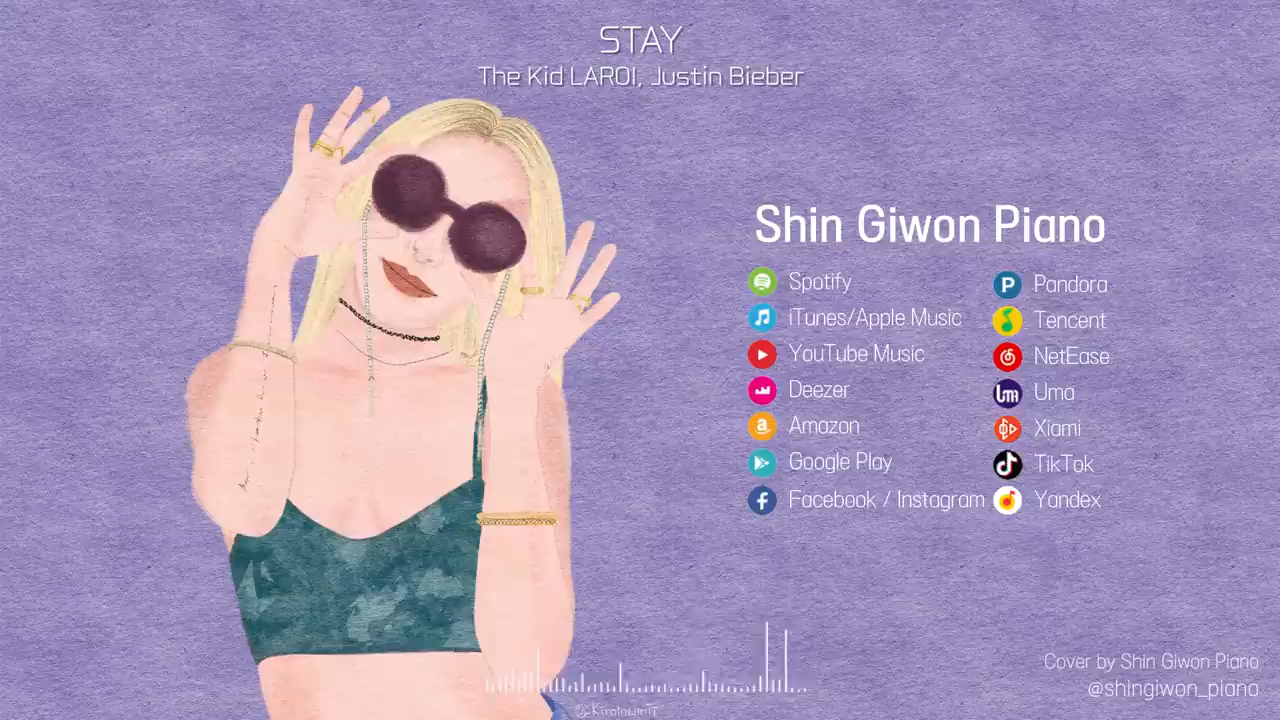 STAY
The Kid LAROI, Justin Bieber
Shin Giwon Piano
Spotify
iTunes/Apple Music
YouTube Music
Deezer
Amazon
Google Play
Facebook / Instagram
Pandora
Tencent
NetEase
Uma
Xiami
TikTok
Yandex
Cover by Shin Giwon Piano
@shingiwon_piano